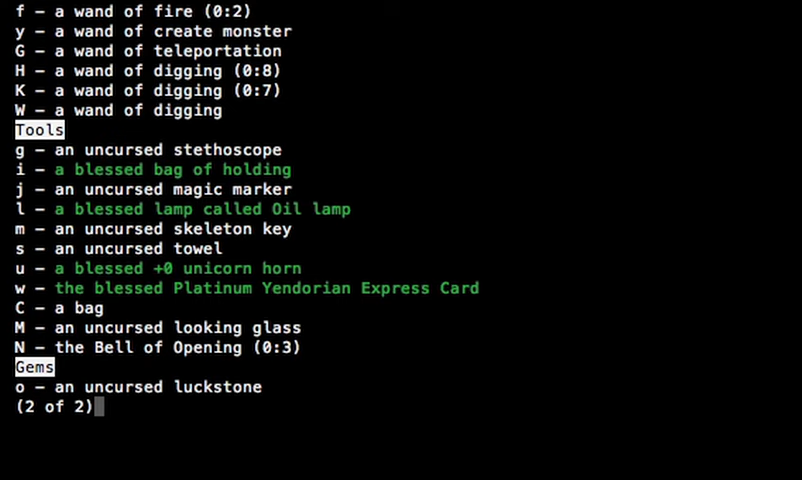 f - a wand of fire (0:2)
y - a wand of create monster
G - a wand of teleportation
H - a wand of digging (0:8)
K - a wand of digging (0:7)
W - a wand of digging
Tools
g - an uncursed stethoscope
i - a blessed bag of holding
j - an uncursed magic marker
l - a blessed lamp called Oil lamp
m - an uncursed skeleton key
s - an uncursed towel
u - a blessed +0 unicorn horn
w - the blessed Platinum Yendorian Express Card
C - a bag
M - an uncursed looking glass
N - the Bell of Opening (0:3)
Gems
o - an uncursed luckstone
(2 of 2)